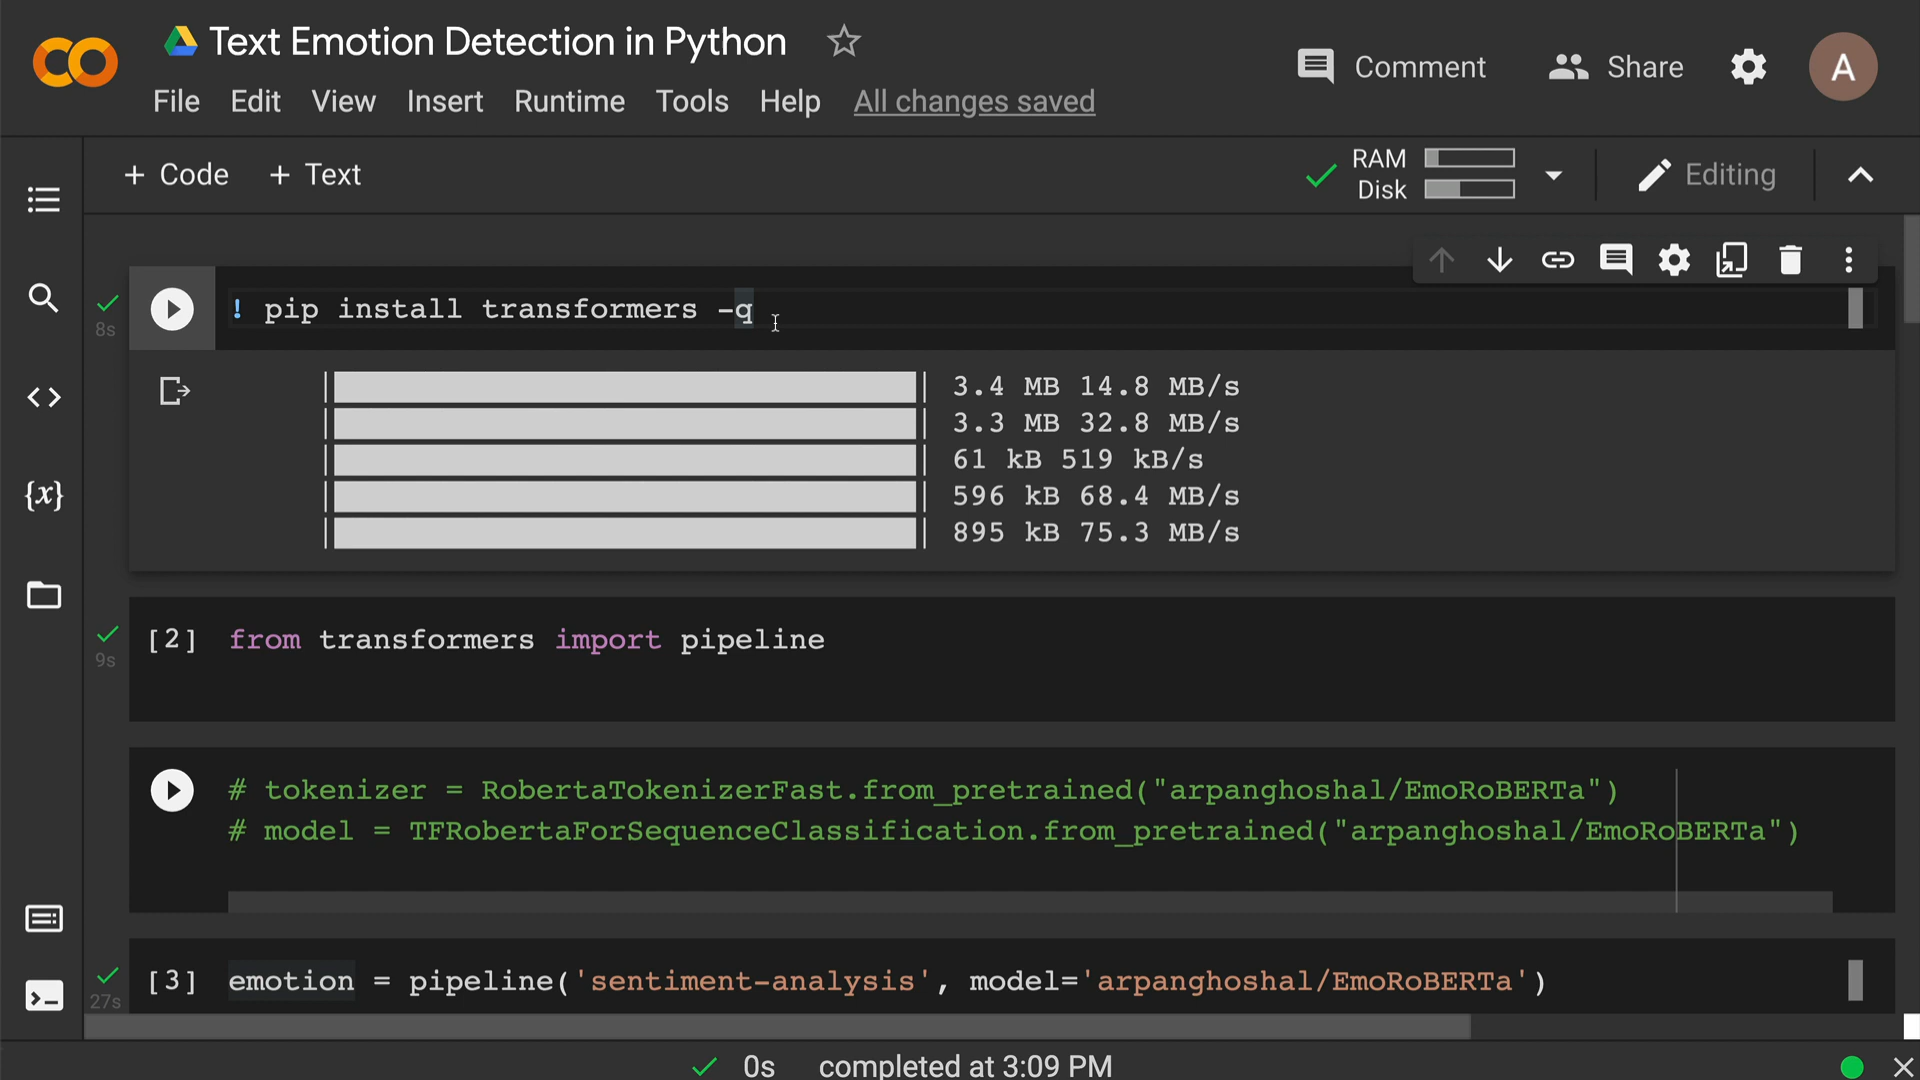 Text Emotion Detection in Python
Comment
Share
A
File Edit View Insert Runtime Tools Help All changes saved
+ Code + Text
RAM
Disk
Editing
8s
! pip install transformers -q
3.4 MB 14.8 MB/s
3.3 MB 32.8 MB/s
61 kB 519 kB/s
596 kB 68.4 MB/s
895 kB 75.3 MB/s
{x}
9s
[2] from transformers import pipeline
# tokenizer = RobertaTokenizerFast.from_pretrained("arpanghoshal/EmoRoBERTa")
# model = TFRobertaForSequenceClassification.from_pretrained("arpanghoshal/EmoRoBERTa")
27s
[3] emotion = pipeline('sentiment-analysis', model='arpanghoshal/EmoRoBERTa')
0s completed at 3:09 PM